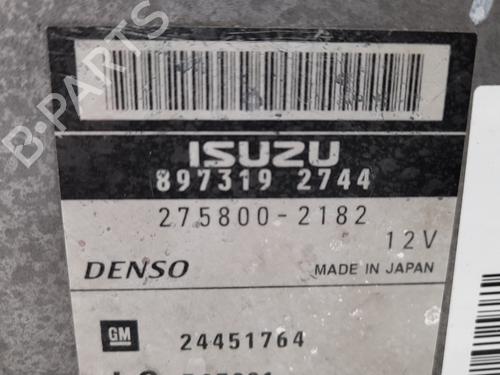 B-PARTS
ISUZU
897319 2744
275800-2182
12V
DENSO
MADE IN JAPAN
GM
24451764